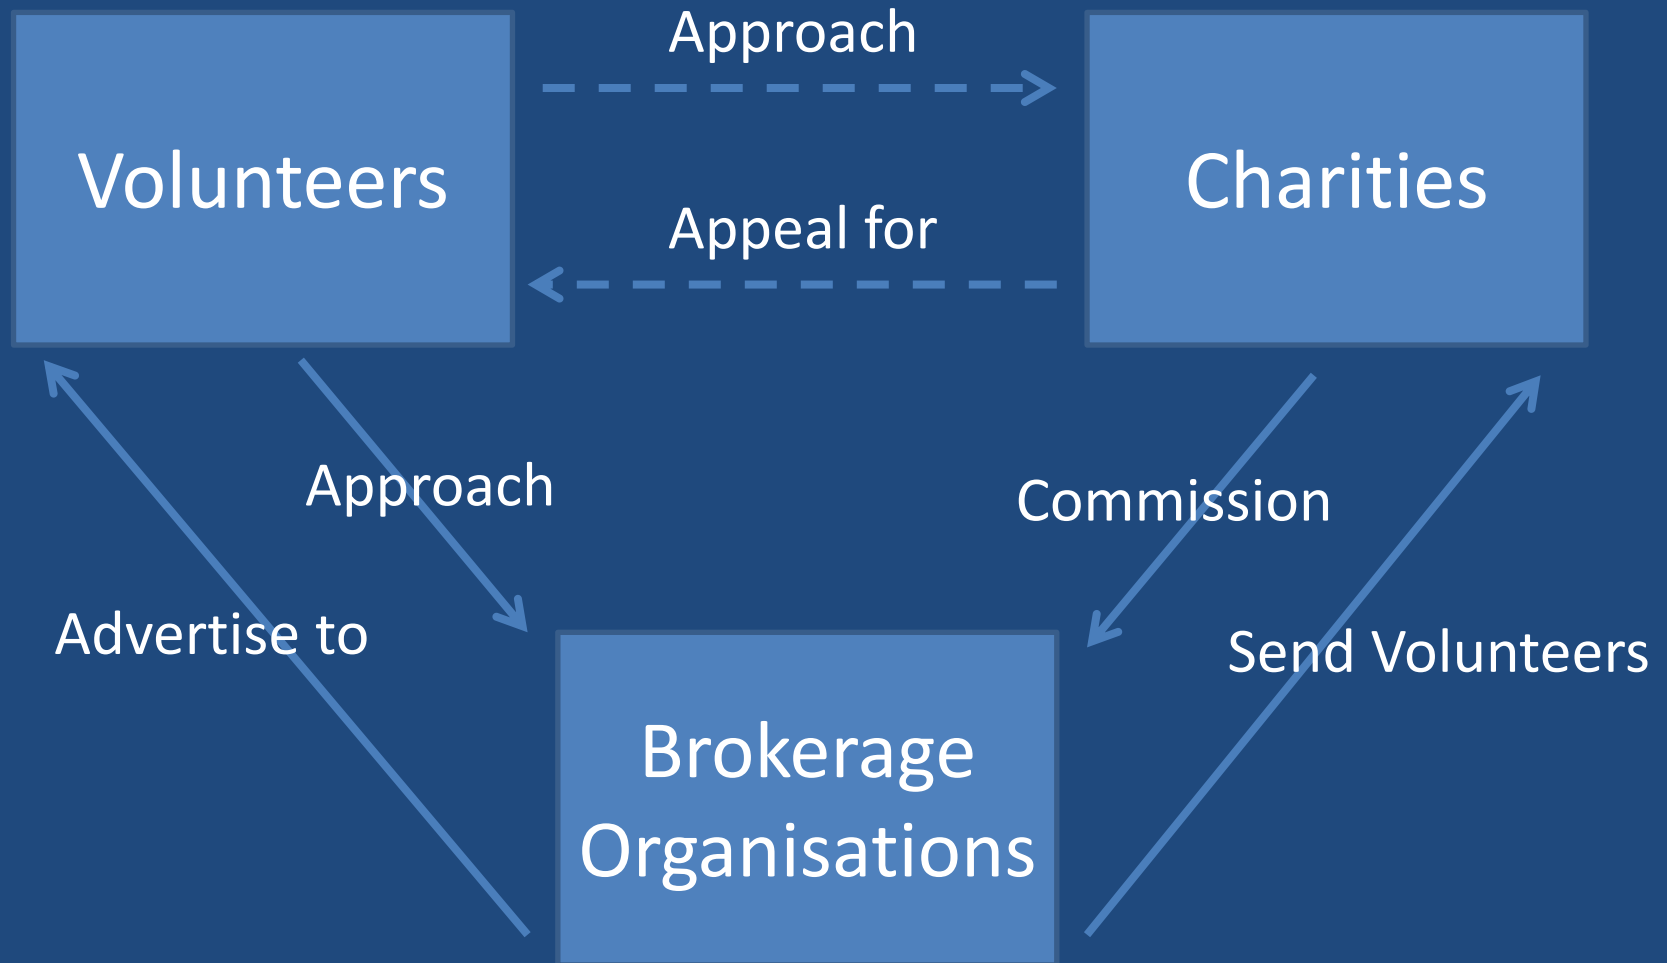 Approach
Volunteers
Charities
Appeal for
Approach
Commission
Advertise to
Send Volunteers
Brokerage
Organisations